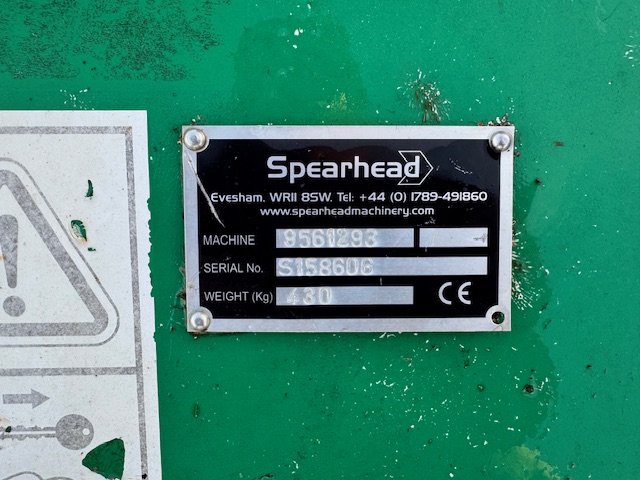 Spearhead
Evesham. WR11 8SW. Tel: +44 (0) 1789-491860
www.spearheadmachinery.com
MACHINE 9561293
SERIAL No. S15860G
WEIGHT (Kg) 430 CE